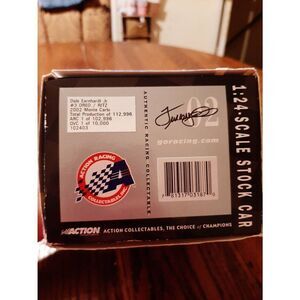 Dale Earnhardt Jr
#3 OREO / RITZ
2002 Monte Carlo
Total Production of 112,996
ARC 1 of 102,996
QVC 1 of 10,000
102403
AUTHENTIC RACING COLLECTABLE
02
goracing.com
1:24-SCALE STOCK CAR
ACTION RACING
COLLECTABLES, INC.
ACTION
ACTION COLLECTABLES, THE CHOICE of CHAMPIONS